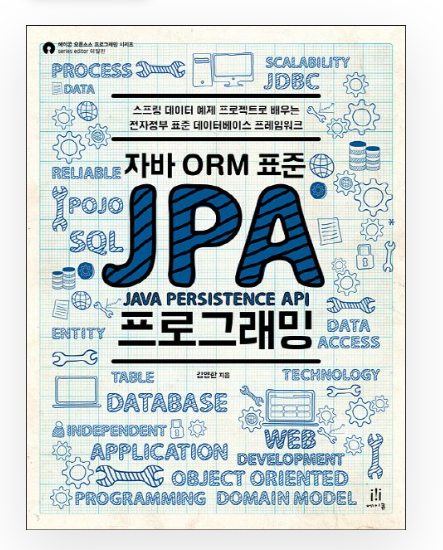 에이콘 오픈소스 프로그래밍 시리즈
series editor 이일민
PROCESS
SCALABILITY
JDBC
DATA
스프링 데이터 예제 프로젝트로 배우는
전자정부 표준 데이터베이스 프레임워크
RELIABLE
자바 ORM 표준
POJO
JPA
SQL
JAVA PERSISTENCE API
프로그래밍
ENTITY
DATA
ACCESS
김영한 지음
TABLE
TECHNOLOGY
DATABASE
INDEPENDENT
WEB
APPLICATION
DEVELOPMENT
OBJECT ORIENTED
PROGRAMMING
DOMAIN MODEL
에이콘